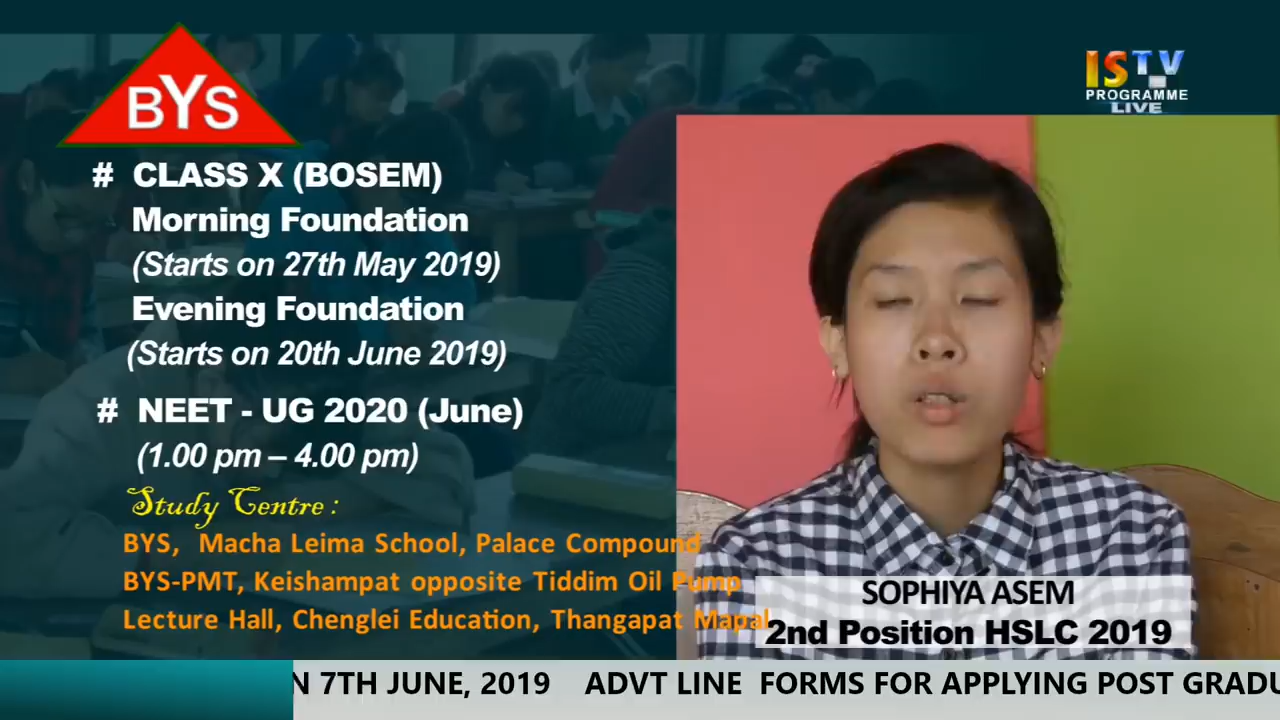 BYS
ISTV
PROGRAMME
LIVE
# CLASS X (BOSEM)
Morning Foundation
(Starts on 27th May 2019)
Evening Foundation
(Starts on 20th June 2019)
# NEET - UG 2020 (June)
(1.00 pm – 4.00 pm)
Study Centre :
BYS, Macha Leima School, Palace Compound
BYS-PMT, Keishampat opposite Tiddim Oil Pump
Lecture Hall, Chenglei Education, Thangapat Mapal
SOPHIYA ASEM
2nd Position HSLC 2019
N 7TH JUNE, 2019 ADVT LINE FORMS FOR APPLYING POST GRADU